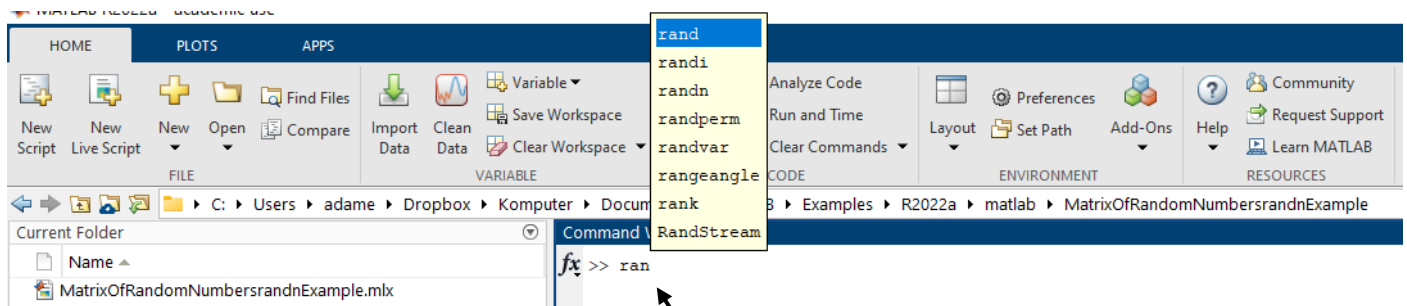 MATLAB R2022a - academic use
HOME PLOTS APPS
rand
randi
randn
randperm
randvar
rangeangle
rank
RandStream
New Script
New Live Script
New
Open
Find Files
Compare
FILE
Import Data
Clean Data
Variable
Save Workspace
Clear Workspace
VARIABLE
Analyze Code
Run and Time
Clear Commands
CODE
Layout
Preferences
Set Path
Add-Ons
ENVIRONMENT
?
Help
Community
Request Support
Learn MATLAB
RESOURCES
C: Users adame Dropbox Komputer Docum B Examples R2022a matlab MatrixOfRandomNumbersrandnExample
Current Folder
Name
MatrixOfRandomNumbersrandnExample.mlx
Command W
fx >> ran